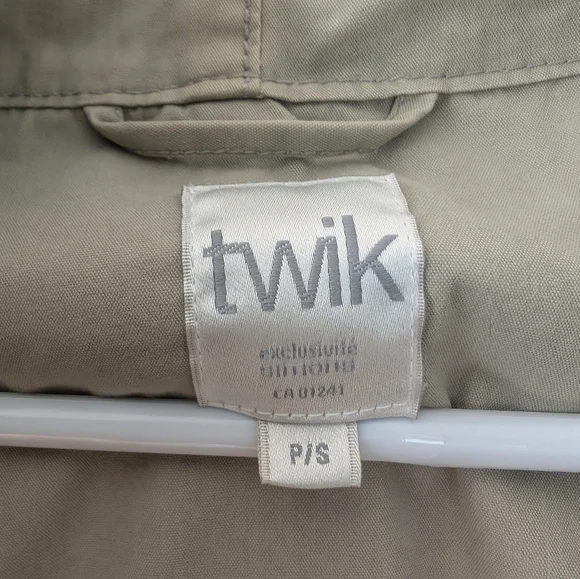 twik
exclusivité
simons
CA 01241
P/S